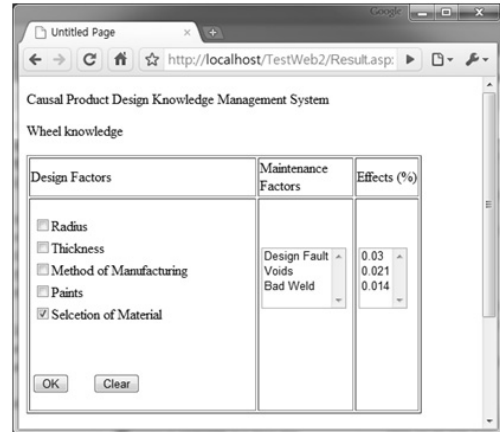 Google
Untitled Page
http://localhost/TestWeb2/Result.asp
Causal Product Design Knowledge Management System
Wheel knowledge
Design Factors
Maintenance
Factors
Effects (%)
Radius
Thickness
Method of Manufacturing
Paints
Selcetion of Material
Design Fault
Voids
Bad Weld
0.03
0.021
0.014
OK
Clear